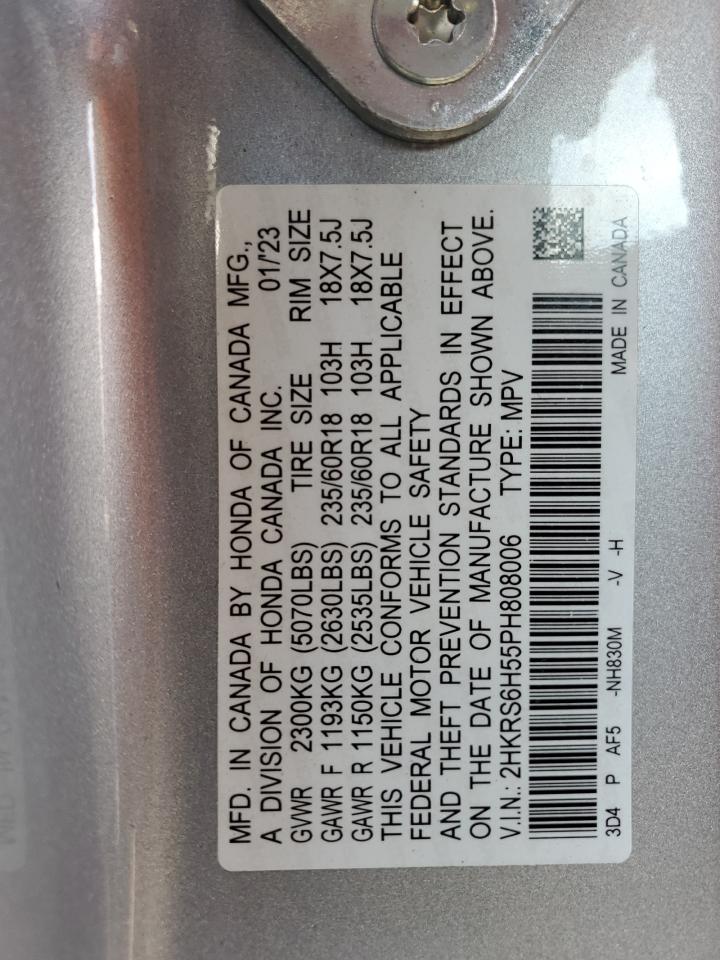 MFD. IN CANADA BY HONDA OF CANADA MFG.,
A DIVISION OF HONDA CANADA INC. 01/'23
GVWR 2300KG (5070LBS) TIRE SIZE RIM SIZE
GAWR F 1193KG (2630LBS) 235/60R18 103H 18X7.5J
GAWR R 1150KG (2535LBS) 235/60R18 103H 18X7.5J
THIS VEHICLE CONFORMS TO ALL APPLICABLE
FEDERAL MOTOR VEHICLE SAFETY
AND THEFT PREVENTION STANDARDS IN EFFECT
ON THE DATE OF MANUFACTURE SHOWN ABOVE.
V.I.N.: 2HKRS6H55PH808006 TYPE: MPV
3D4 P AF5 -NH830M -V -H MADE IN CANADA